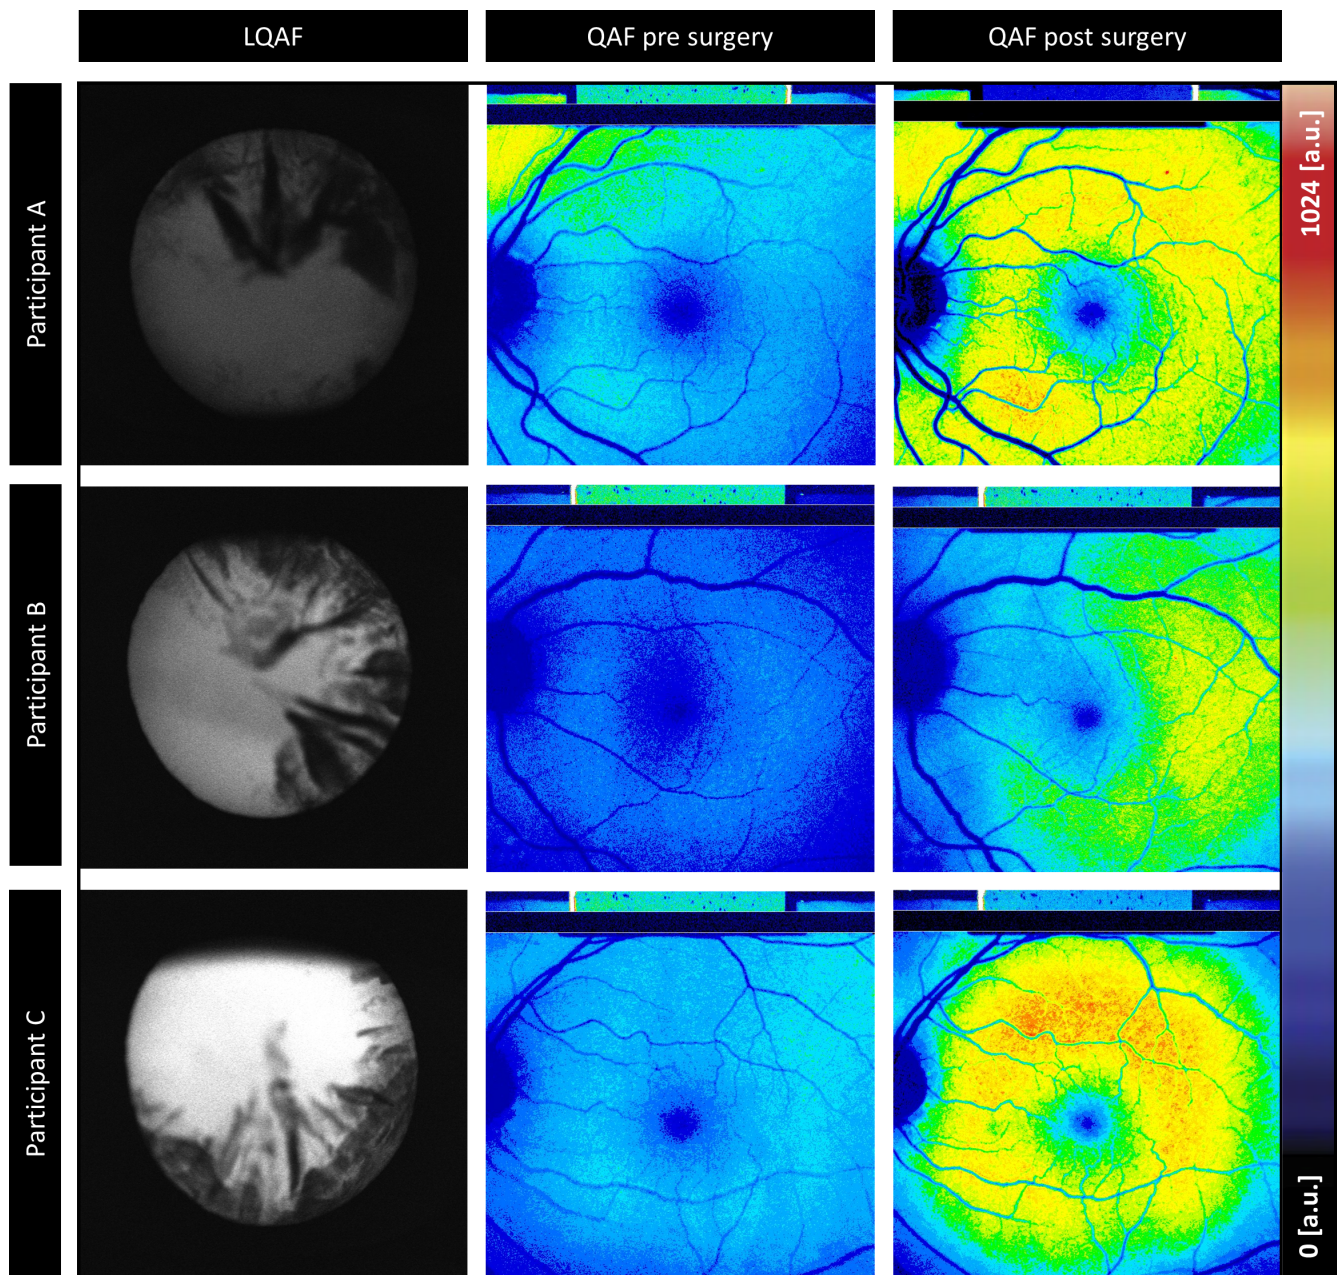 LQAF
QAF pre surgery
QAF post surgery
Participant A
1024 [a.u.]
Participant B
Participant C
0 [a.u.]